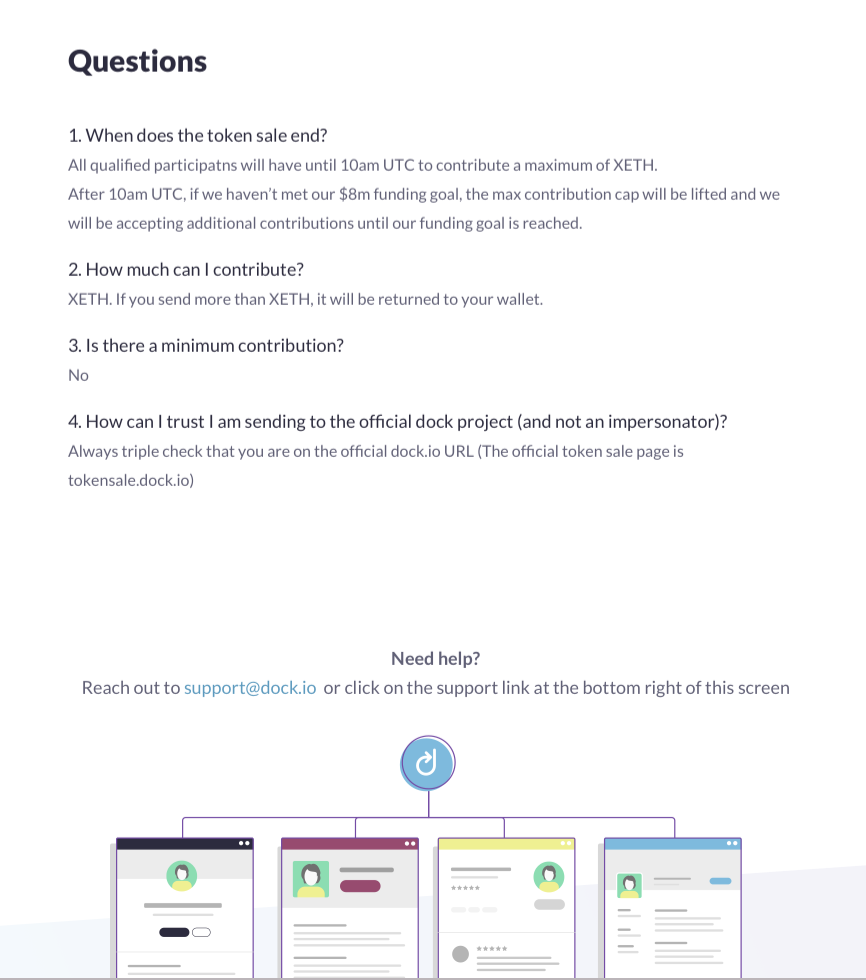 Questions
1. When does the token sale end?
All qualified participatns will have until 10am UTC to contribute a maximum of XETH.
After 10am UTC, if we haven’t met our $8m funding goal, the max contribution cap will be lifted and we
will be accepting additional contributions until our funding goal is reached.
2. How much can I contribute?
XETH. If you send more than XETH, it will be returned to your wallet.
3. Is there a minimum contribution?
No
4. How can I trust I am sending to the official dock project (and not an impersonator)?
Always triple check that you are on the official dock.io URL (The official token sale page is
tokensale.dock.io)
Need help?
Reach out to support@dock.io or click on the support link at the bottom right of this screen